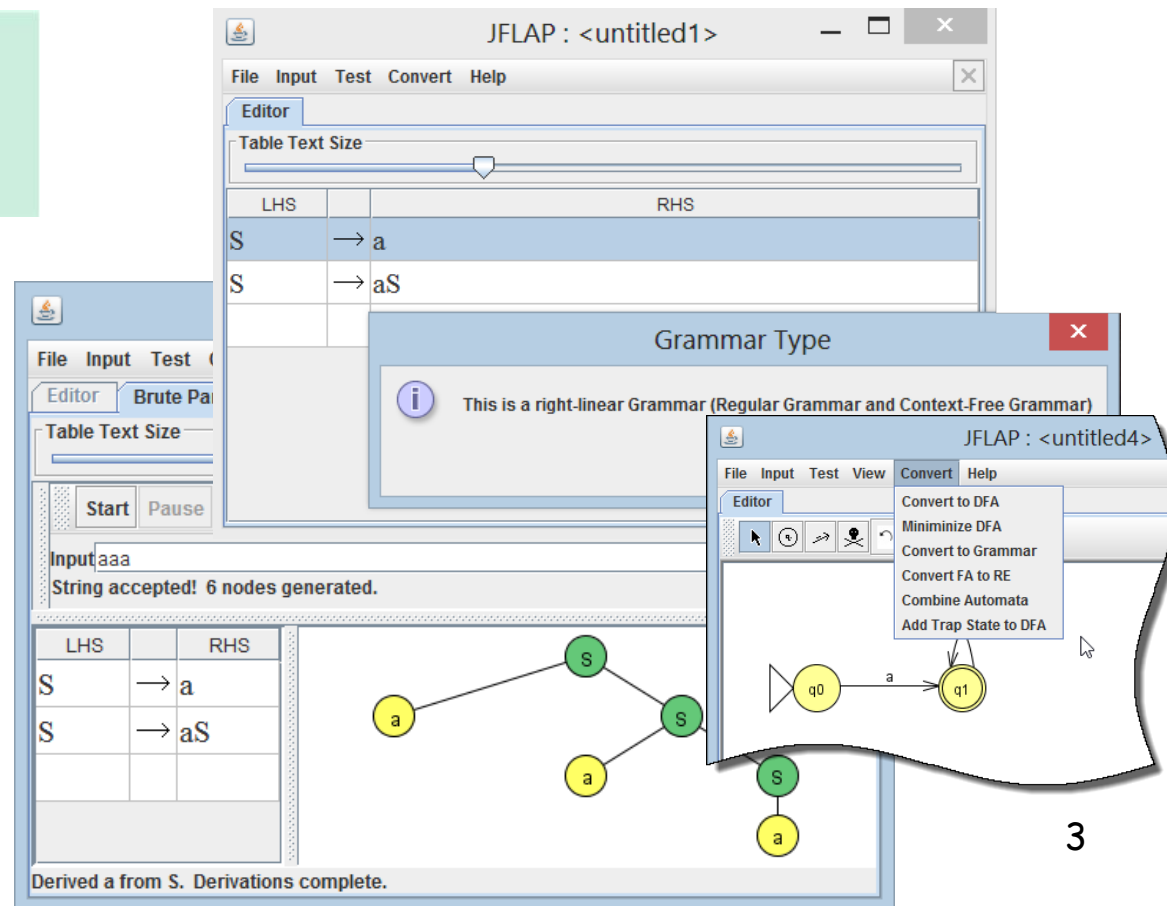 JFLAP : <untitled1>
File Input Test Convert Help
Editor
Table Text Size
LHS RHS
S → a
S → aS
Grammar Type
This is a right-linear Grammar (Regular Grammar and Context-Free Grammar)
File Input Test
Editor Brute Pa
Table Text Size
Start Pause
Input aaa
String accepted! 6 nodes generated.
LHS RHS
S → a
S → aS
S
a S
a S
a
Derived a from S. Derivations complete.
JFLAP : <untitled4>
File Input Test View Convert Help
Editor
Convert to DFA
Miniminize DFA
Convert to Grammar
Convert FA to RE
Combine Automata
Add Trap State to DFA
q0 a q1
3